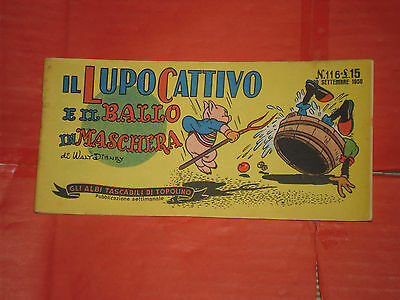 IL LUPO CATTIVO
E IL BALLO
IN MASCHERA
di WALT DISNEY
N. 116 - £ 15
SETTEMBRE 1950
GLI ALBI TASCABILI DI TOPOLINO
Pubblicazione settimanale